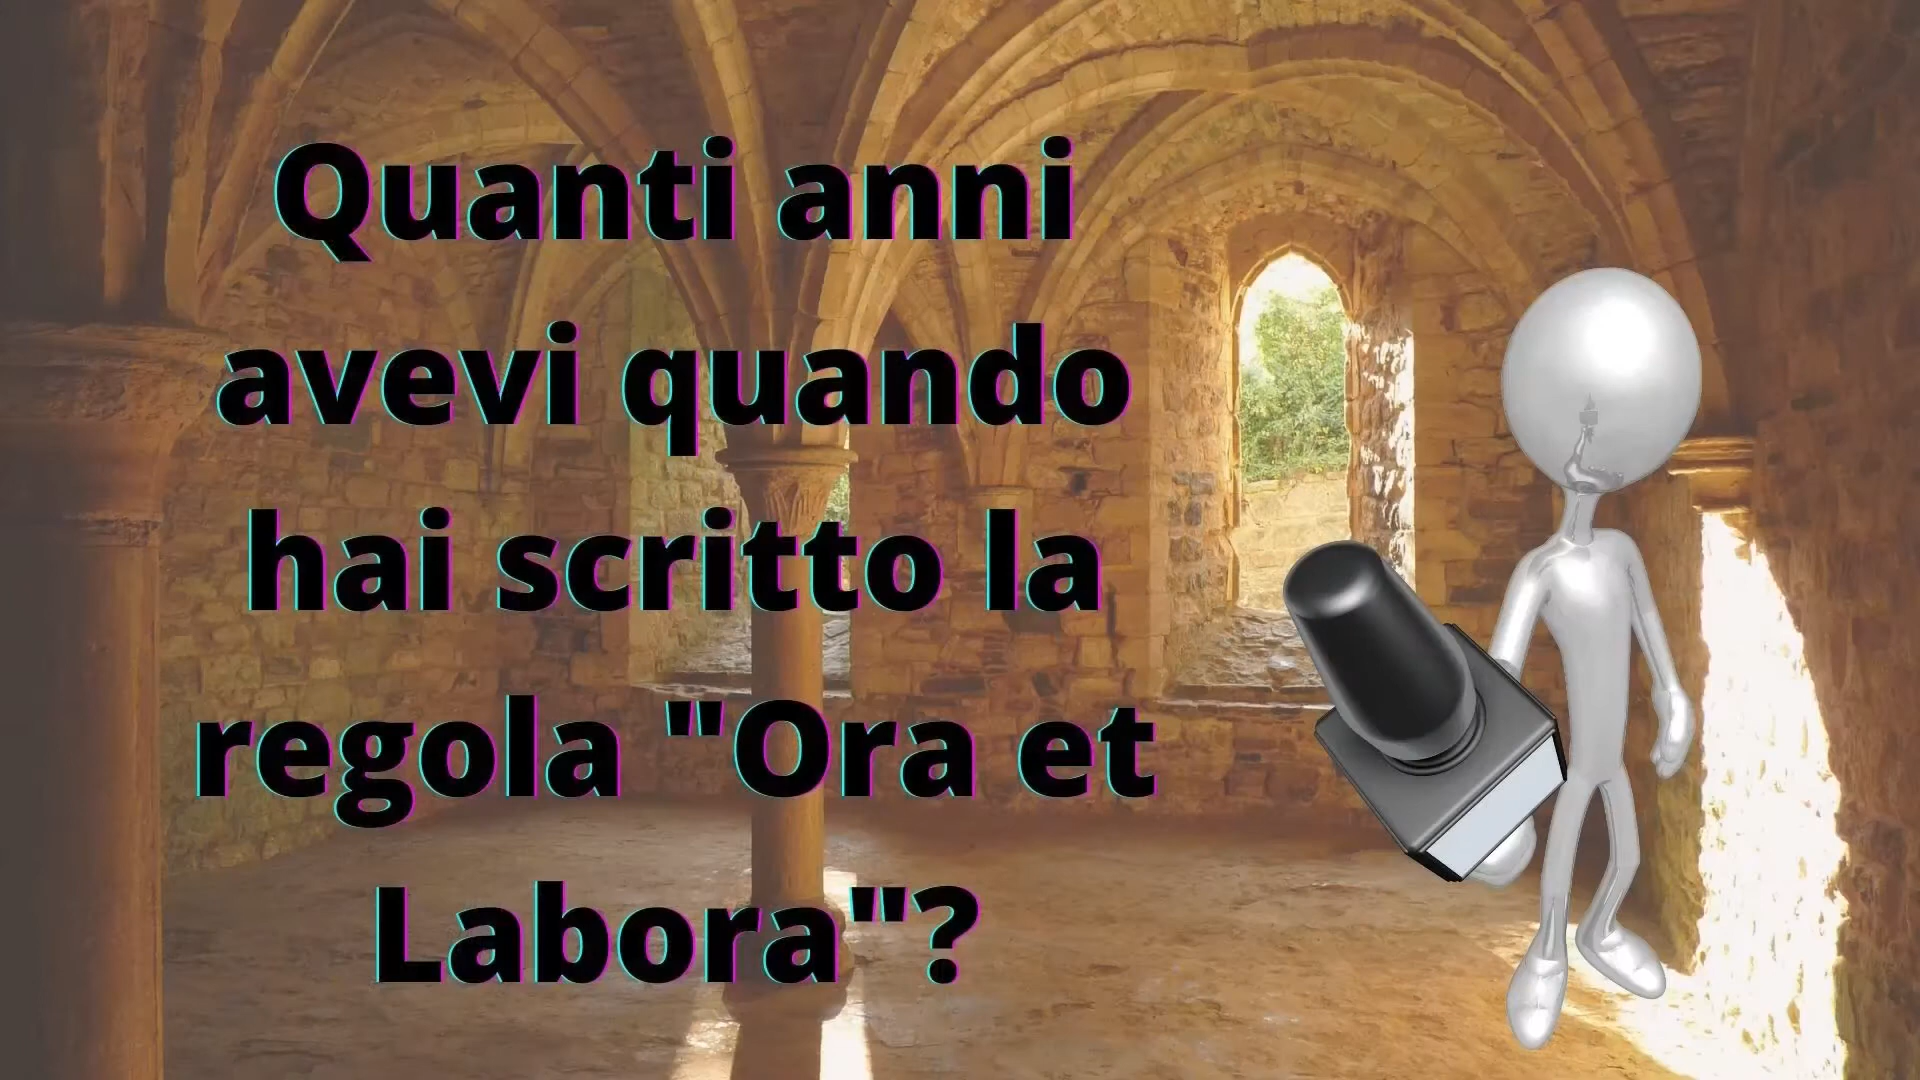 Quanti anni
avevi quando
hai scritto la
regola "Ora et
Labora"?